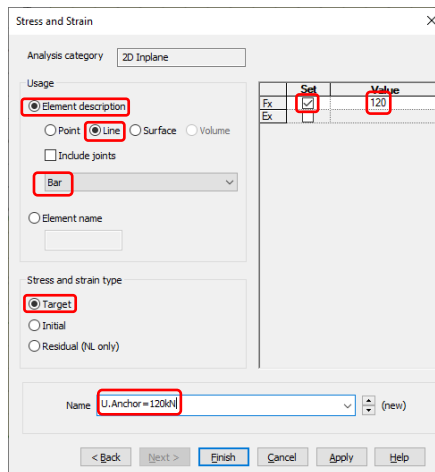 Stress and Strain
Analysis category 2D Inplane
Usage
Element description
Point Line Surface Volume
Include joints
Bar
Element name
Set Value
Fx 120
Ex
Stress and strain type
Target
Initial
Residual (NL only)
Name U.Anchor=120kN (new)
< Back Next > Finish Cancel Apply Help